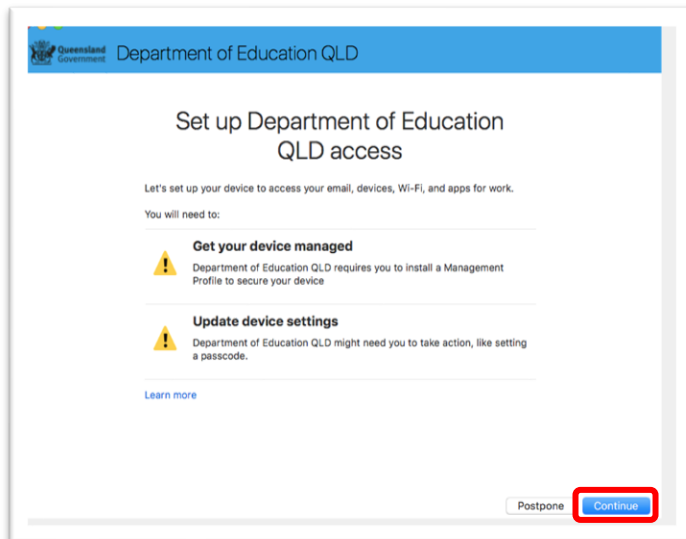 Queensland
Government
Department of Education QLD
Set up Department of Education
QLD access
Let's set up your device to access your email, devices, Wi-Fi, and apps for work.
You will need to:
Get your device managed
Department of Education QLD requires you to install a Management
Profile to secure your device
Update device settings
Department of Education QLD might need you to take action, like setting
a passcode.
Learn more
Postpone
Continue